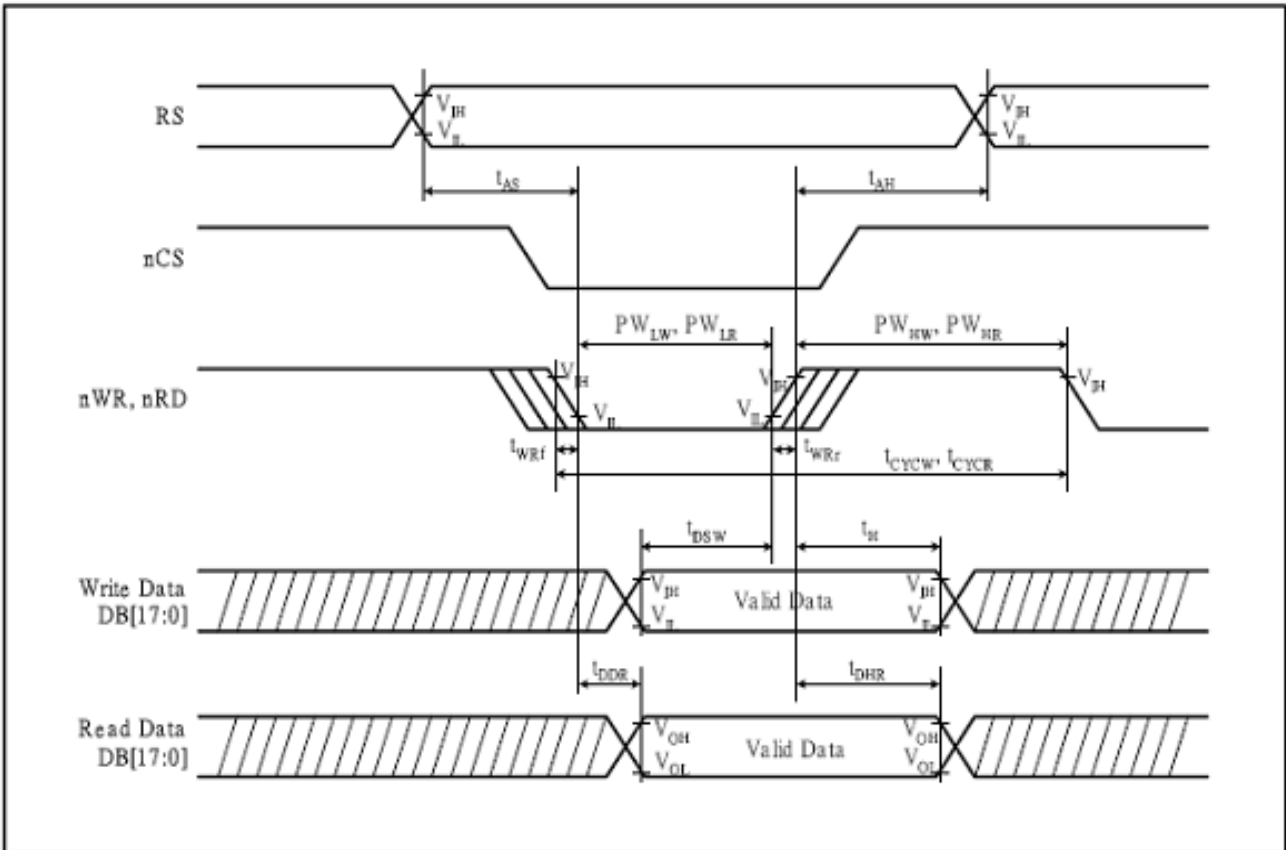 RS
V_IH
V_IL
V_IH
V_IL
t_AS
t_AH
nCS
PW_LW, PW_LR
PW_HW, PW_HR
nWR, nRD
V_IH
V_IL
V_IH
V_IL
V_IH
t_WRf
t_WRr
t_CYCW, t_CYCR
t_DSW
t_H
Write Data
DB[17:0]
V_IH
V_IL
Valid Data
V_IH
V_IL
t_DDR
t_DHR
Read Data
DB[17:0]
V_OH
V_OL
Valid Data
V_OH
V_OL